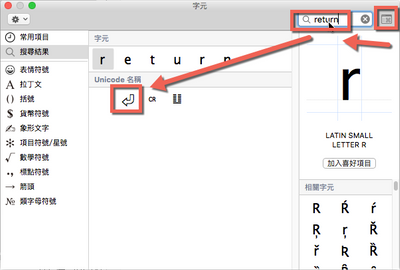 字元
return
常用項目
搜尋結果
表情符號
拉丁文
括號
貨幣符號
象形文字
項目符號/星號
數學符號
標點符號
箭頭
類字母符號
字元
r e t u r n
Unicode 名稱
CR
r
LATIN SMALL
LETTER R
加入喜好項目
相關字元
R Ŕ ŕ
Ŗ ŗ Ř
ř